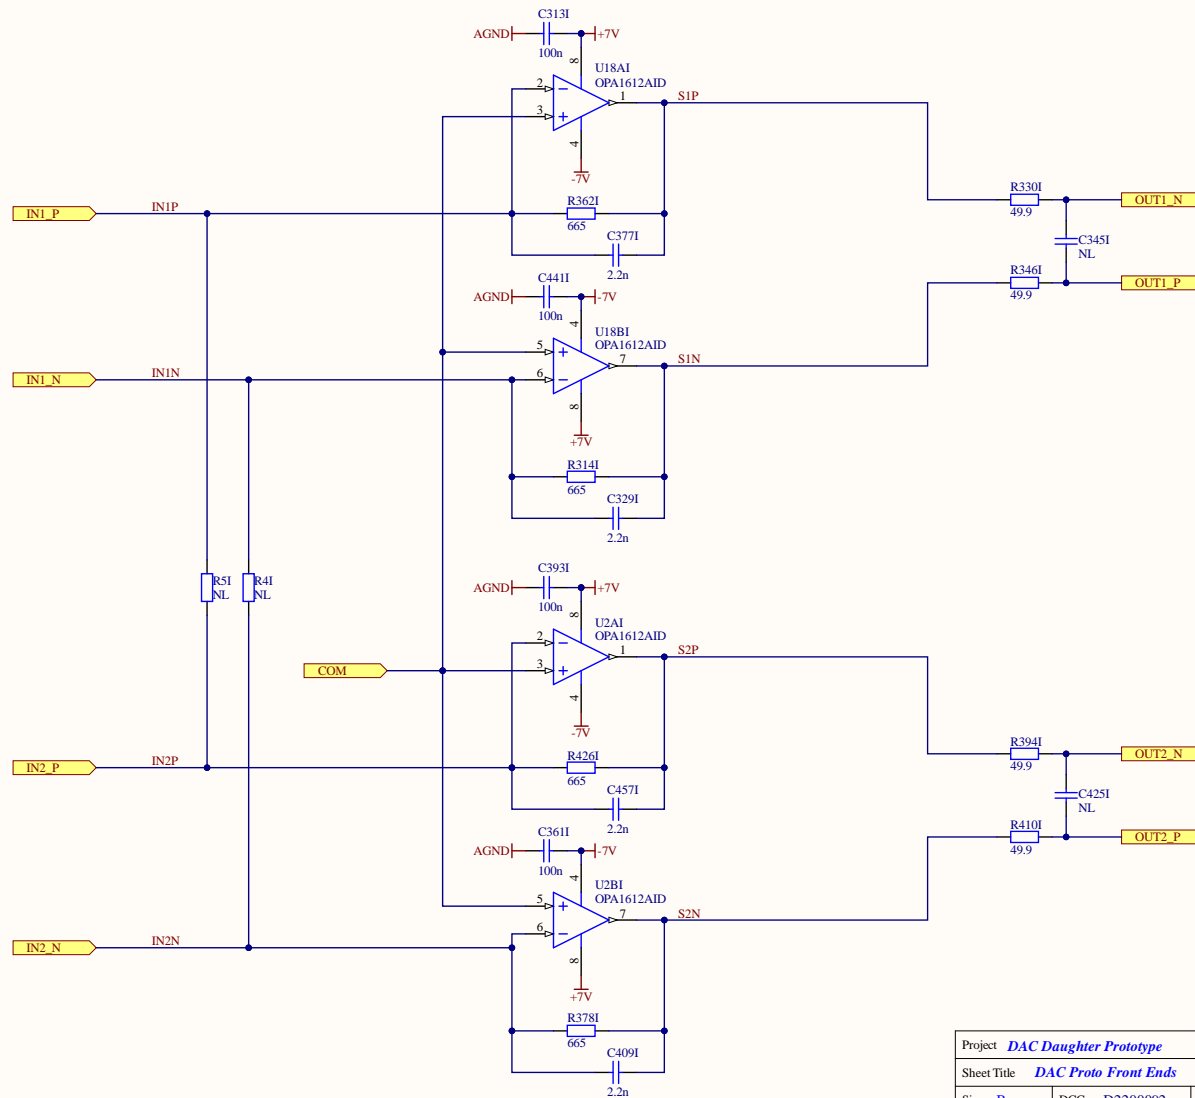 C313I
AGND
+7V
100n
8
U18AI
OPA1612AID
2
1
S1P
3
4
-7V
R330I
49.9
OUT1_N
IN1_P
IN1P
R362I
665
C377I
2.2n
C345I
NL
C441I
AGND
-7V
100n
R346I
49.9
OUT1_P
4
U18BI
OPA1612AID
5
7
S1N
6
IN1_N
IN1N
8
+7V
R314I
665
C329I
2.2n
R5I
NL
R4I
NL
C393I
AGND
+7V
100n
8
U2AI
OPA1612AID
2
1
S2P
3
COM
4
-7V
R394I
49.9
OUT2_N
IN2_P
IN2P
R426I
665
C457I
2.2n
C425I
NL
C361I
AGND
-7V
100n
R410I
49.9
OUT2_P
4
U2BI
OPA1612AID
5
7
S2N
6
IN2_N
IN2N
8
+7V
R378I
665
C409I
2.2n
Project DAC Daughter Prototype
Sheet Title DAC Proto Front Ends